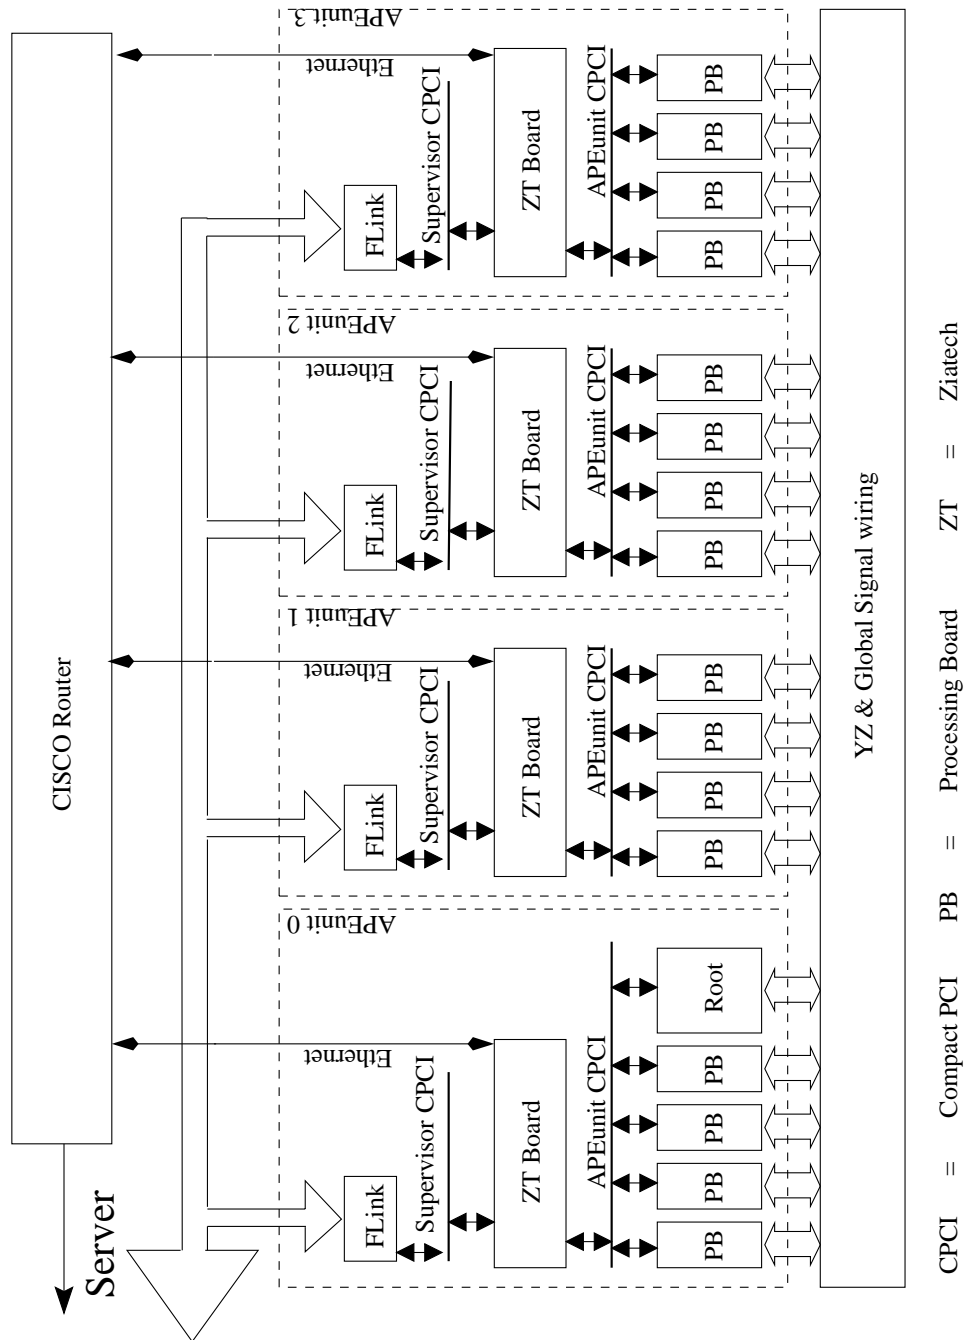 CISCO Router
Server
APEunit 0
Ethernet
FLink
Supervisor CPCI
ZT Board
APEunit CPCI
PB
PB
PB
PB
Root
APEunit 1
Ethernet
FLink
Supervisor CPCI
ZT Board
APEunit CPCI
PB
PB
PB
PB
APEunit 2
Ethernet
FLink
Supervisor CPCI
ZT Board
APEunit CPCI
PB
PB
PB
PB
APEunit 3
Ethernet
FLink
Supervisor CPCI
ZT Board
APEunit CPCI
PB
PB
PB
PB
YZ & Global Signal wiring
CPCI = Compact PCI PB = Processing Board ZT = Ziatech